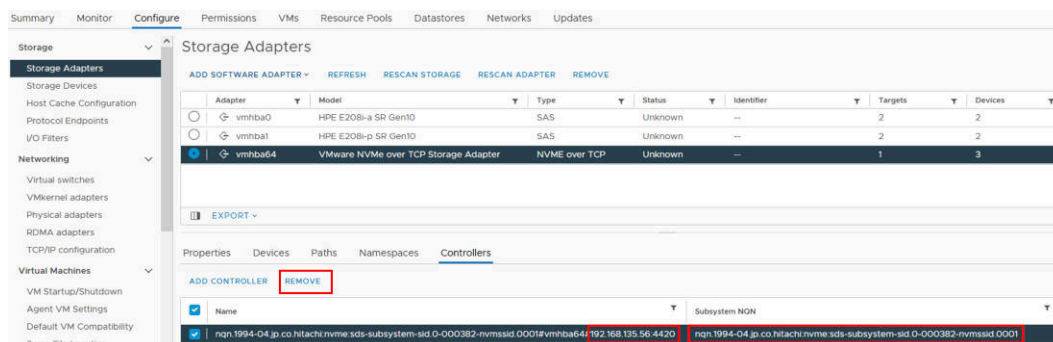 Summary Monitor Configure Permissions VMs Resource Pools Datastores Networks Updates
Storage
Storage Adapters
Storage Devices
Host Cache Configuration
Protocol Endpoints
I/O Filters
Networking
Virtual switches
VMkernel adapters
Physical adapters
RDMA adapters
TCP/IP configuration
Virtual Machines
VM Startup/Shutdown
Agent VM Settings
Default VM Compatibility
Storage Adapters
ADD SOFTWARE ADAPTER REFRESH RESCAN STORAGE RESCAN ADAPTER REMOVE
Adapter Model Type Status Identifier Targets Devices
vmhba0 HPE E208i-a SR Gen10 SAS Unknown -- 2 2
vmhba1 HPE E208i-p SR Gen10 SAS Unknown -- 2 2
vmhba64 VMware NVMe over TCP Storage Adapter NVME over TCP Unknown -- 1 3
EXPORT
Properties Devices Paths Namespaces Controllers
ADD CONTROLLER REMOVE
Name Subsystem NQN
nqn.1994-04.jp.co.hitachi:nvme:sds-subsystem-sid.0-000382-nvmssid.0001#vmhba64#192.168.135.56:4420 nqn.1994-04.jp.co.hitachi:nvme:sds-subsystem-sid.0-000382-nvmssid.0001